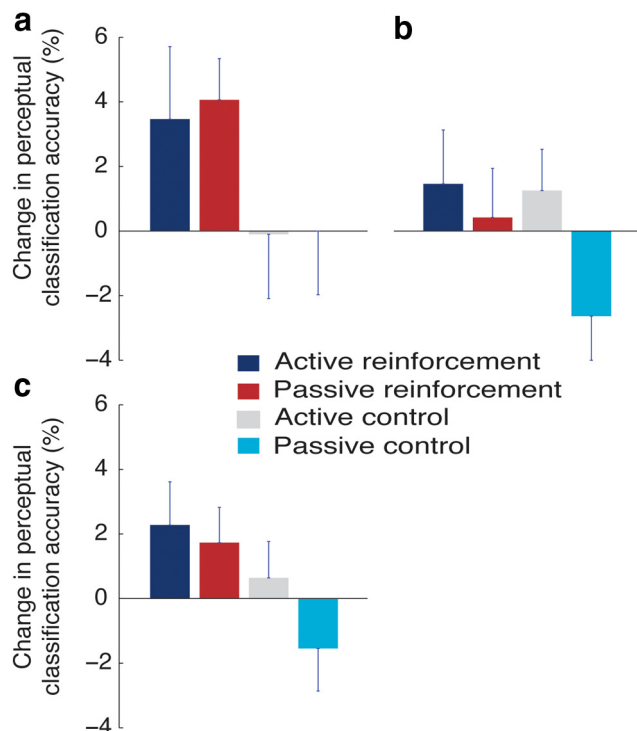 a
b
Change in perceptual
classification accuracy (%)
6
4
2
0
−2
−4
Active reinforcement
Passive reinforcement
Active control
Passive control
c
Change in perceptual
classification accuracy (%)
6
4
2
0
−2
−4